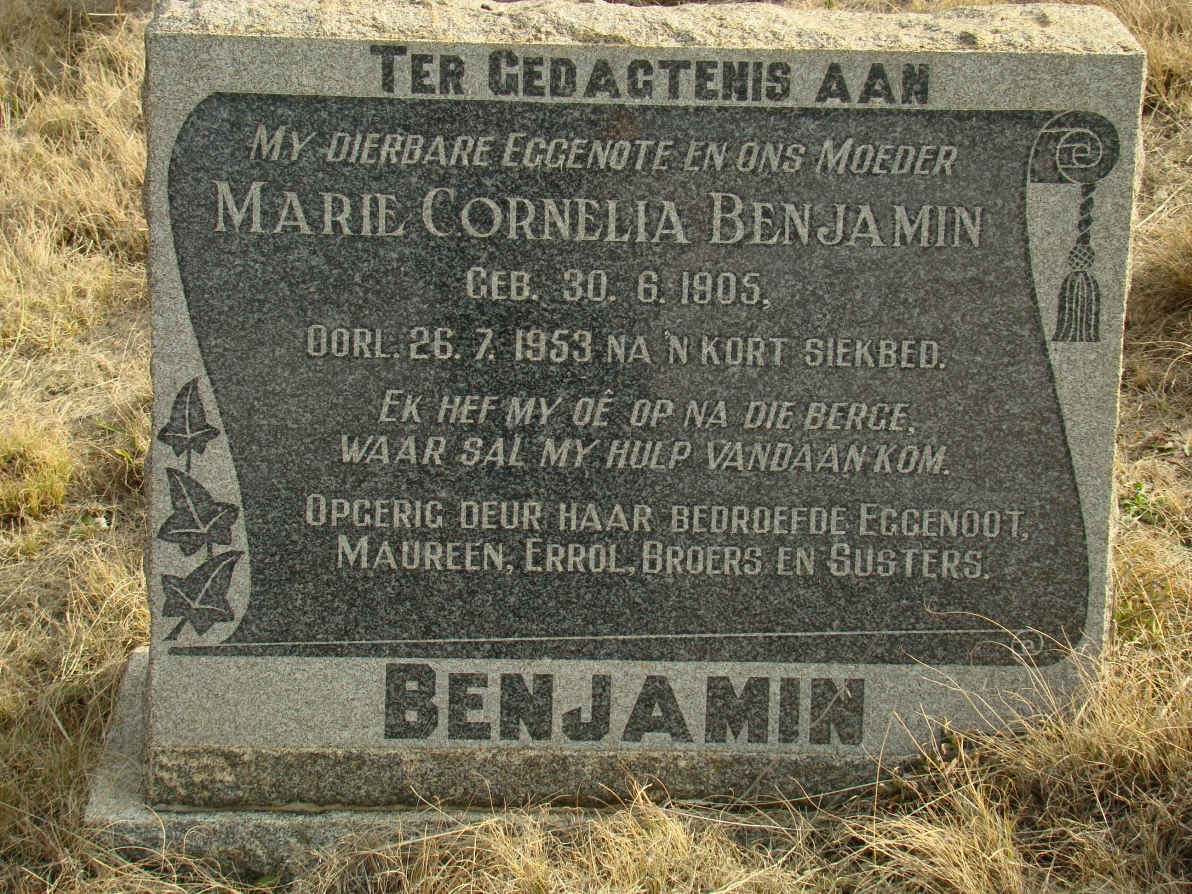 TER GEDAGTENIS AAN
MY DIERBARE EGGENOTE EN ONS MOEDER
MARIE CORNELIA BENJAMIN
GEB. 30. 6. 1905,
OORL. 26. 7. 1953 NA 'N KORT SIEKBED.
EK HEF MY OË OP NA DIE BERGE,
WAAR SAL MY HULP VANDAAN KOM.
OPGERIG DEUR HAAR BEDROEFDE EGGENOOT,
MAUREEN, ERROL, BROERS EN SUSTERS.
BENJAMIN